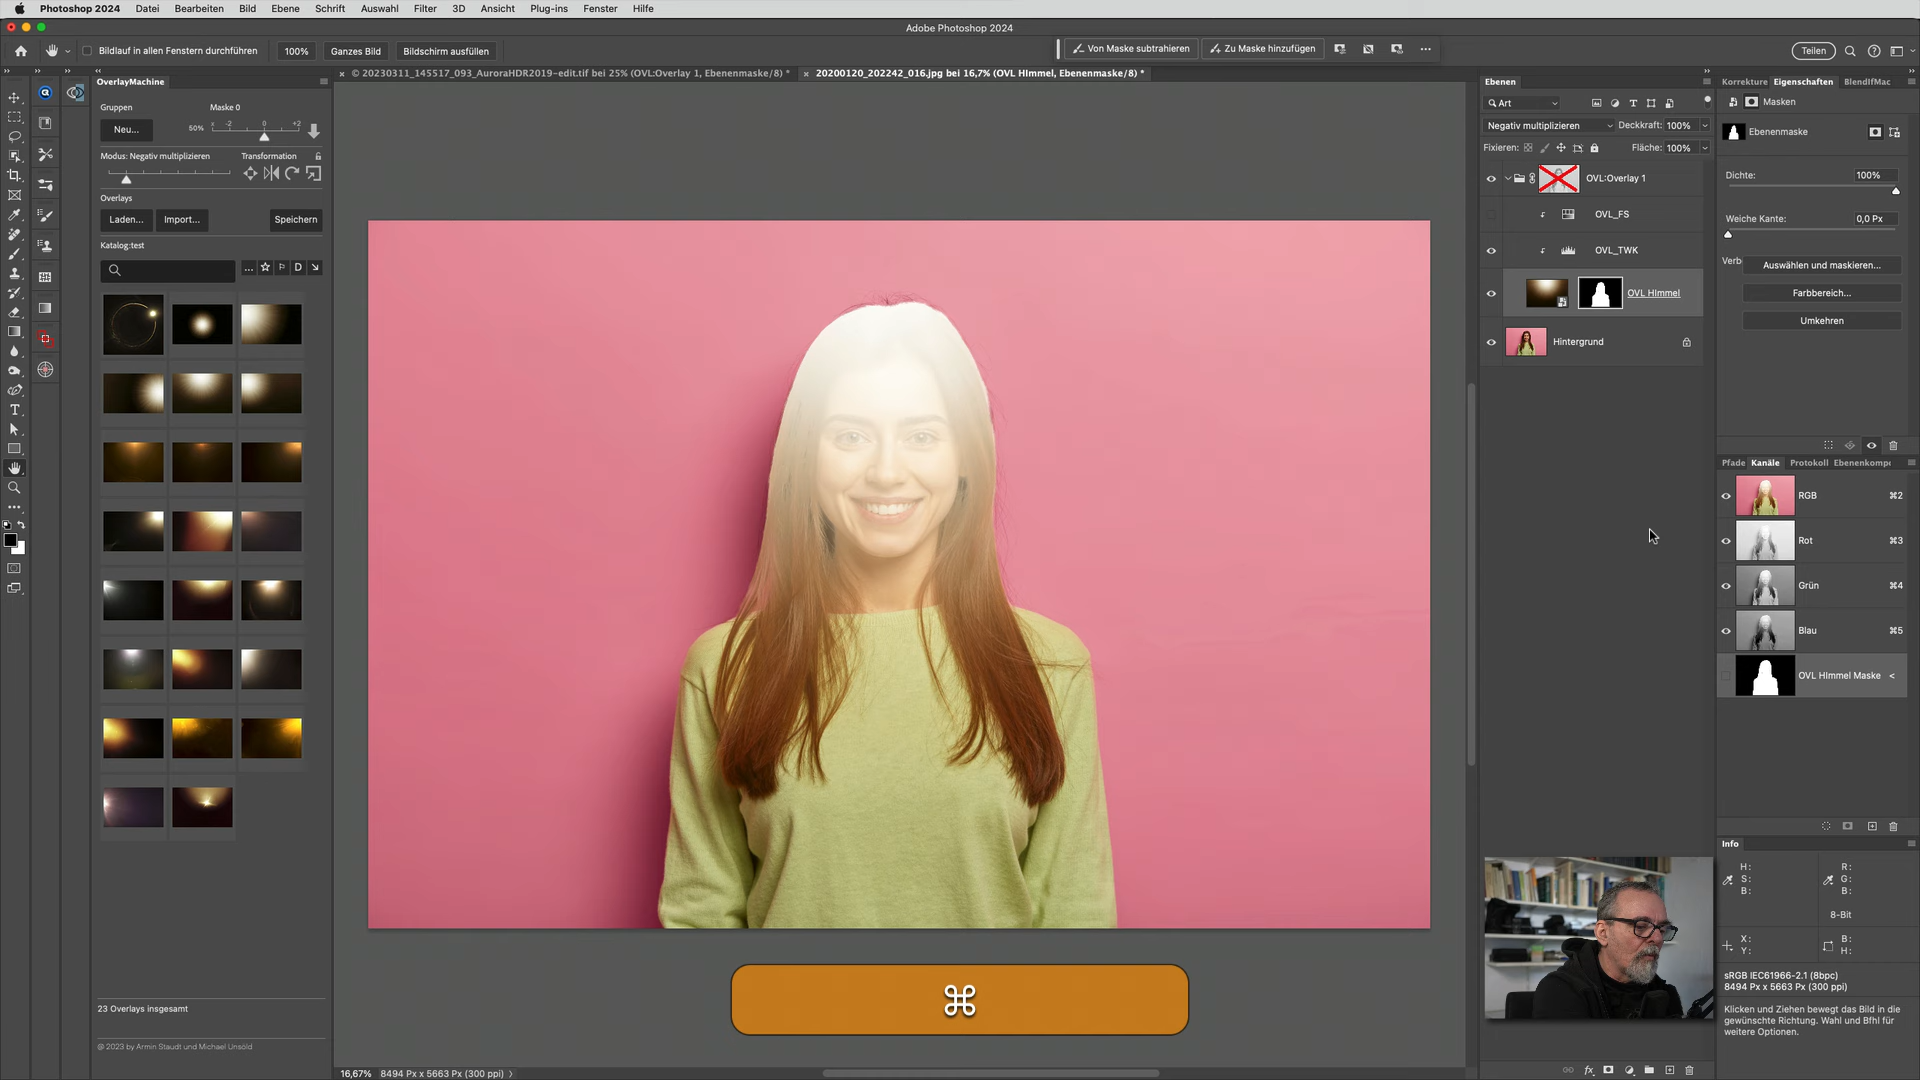 Photoshop 2024 Datei Bearbeiten Bild Ebene Schrift Auswahl Filter 3D Ansicht Plug-ins Fenster Hilfe
Adobe Photoshop 2024
Bildlauf in allen Fenstern durchführen 100% Ganzes Bild Bildschirm ausfüllen
Von Maske subtrahieren Zu Maske hinzufügen Teilen
© 20230311_145517_093_AuroraHDR2019-edit.tif bei 25% (OVL:Overlay 1, Ebenenmaske/8) *
20200120_202242_016.jpg bei 16,7% (OVL HImmel, Ebenenmaske/8) *
OverlayMachine
Gruppen Maske 0
Neu... 50% x -2 0 +2
Modus: Negativ multiplizieren Transformation
Overlays
Laden... Import... Speichern
Katalog:test
... D
23 Overlays insgesamt
@ 2023 by Armin Staudt und Michael Unsöld
16,67% 8494 Px x 5663 Px (300 ppi)
⌘
Ebenen
Art
Negativ multiplizieren Deckkraft: 100%
Fixieren: Fläche: 100%
OVL:Overlay 1
OVL_FS
OVL_TWK
OVL HImmel
Hintergrund
fx
Korrekture Eigenschaften BlendIfMac
Masken
Ebenenmaske
Dichte: 100%
Weiche Kante: 0,0 Px
Verb
Auswählen und maskieren...
Farbbereich...
Umkehren
Pfade Kanäle Protokoll Ebenenkomp
RGB ⌘2
Rot ⌘3
Grün ⌘4
Blau ⌘5
OVL HImmel Maske <
Info
H: R:
S: G:
B: B:
8-Bit
X: B:
Y: H:
sRGB IEC61966-2.1 (8bpc)
8494 Px x 5663 Px (300 ppi)
Klicken und Ziehen bewegt das Bild in die
gewünschte Richtung. Wahl und Bfhl für
weitere Optionen.